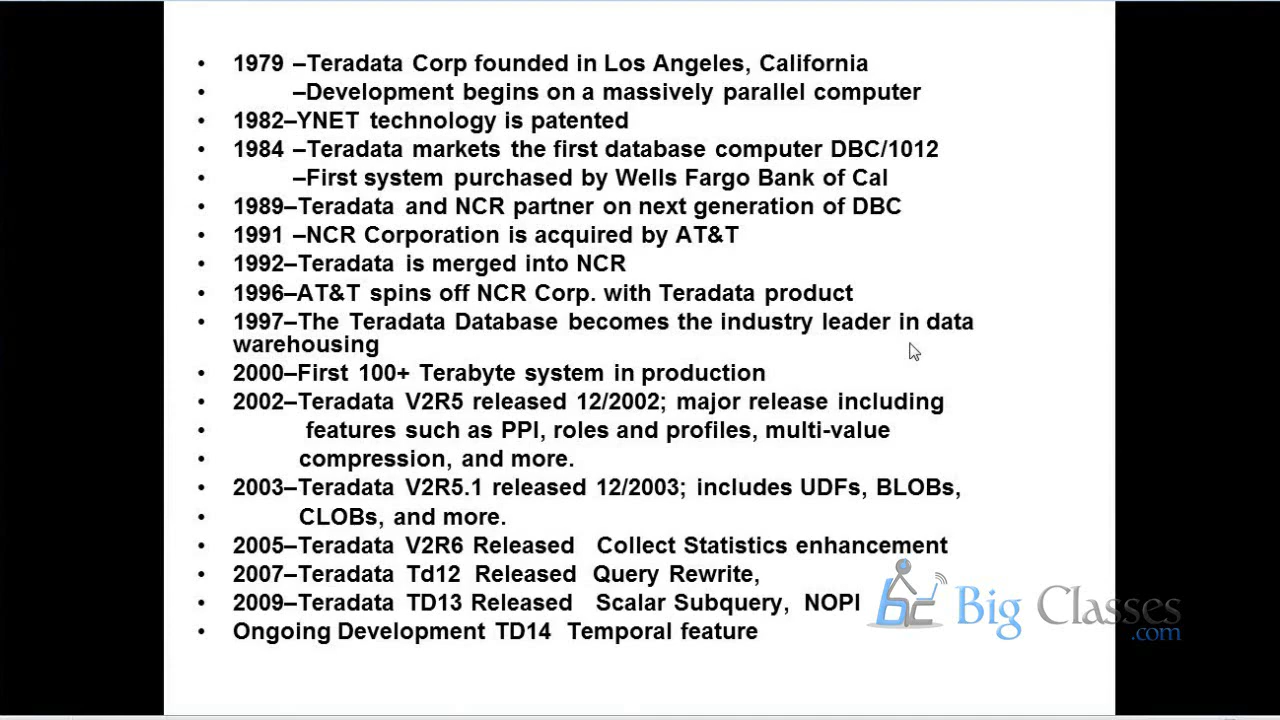 • 1979 –Teradata Corp founded in Los Angeles, California
• –Development begins on a massively parallel computer
• 1982–YNET technology is patented
• 1984 –Teradata markets the first database computer DBC/1012
• –First system purchased by Wells Fargo Bank of Cal
• 1989–Teradata and NCR partner on next generation of DBC
• 1991 –NCR Corporation is acquired by AT&T
• 1992–Teradata is merged into NCR
• 1996–AT&T spins off NCR Corp. with Teradata product
• 1997–The Teradata Database becomes the industry leader in data
warehousing
• 2000–First 100+ Terabyte system in production
• 2002–Teradata V2R5 released 12/2002; major release including
• features such as PPI, roles and profiles, multi-value
• compression, and more.
• 2003–Teradata V2R5.1 released 12/2003; includes UDFs, BLOBs,
• CLOBs, and more.
• 2005–Teradata V2R6 Released Collect Statistics enhancement
• 2007–Teradata Td12 Released Query Rewrite,
• 2009–Teradata TD13 Released Scalar Subquery, NOPI
• Ongoing Development TD14 Temporal feature
bc Big Classes
.com